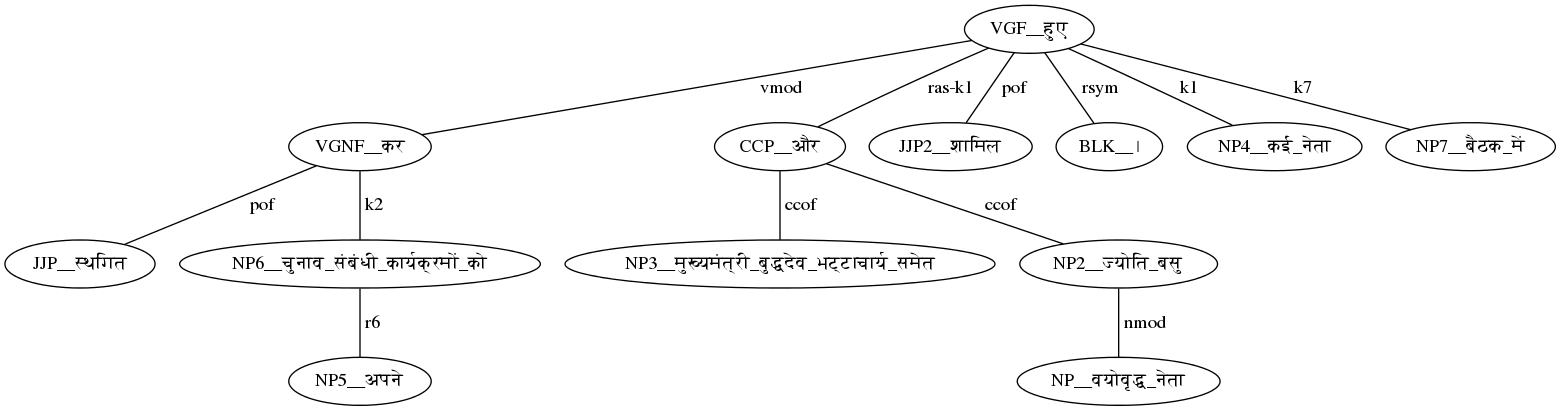 VGF__हुए
vmod ras-k1 pof rsym k1 k7
VGNF__कर CCP__और JJP2__शामिल BLK__। NP4__कई_नेता NP7__बैठक_में
pof k2 ccof ccof
JJP__स्थगित NP6__चुनाव_संबंधी_कार्यक्रमों_को NP3__मुख्यमंत्री_बुद्धदेव_भट्टाचार्य_समेत NP2__ज्योति_बसु
r6 nmod
NP5__अपने NP__वयोवृद्ध_नेता